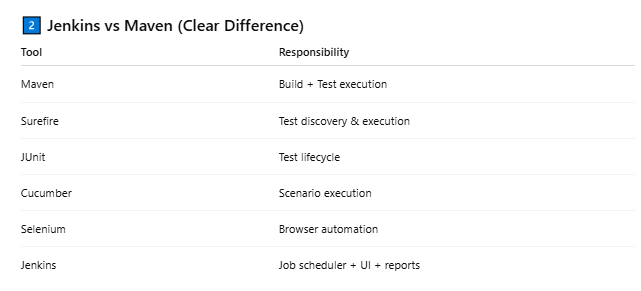 2 Jenkins vs Maven (Clear Difference)
Tool Responsibility
Maven Build + Test execution
Surefire Test discovery & execution
JUnit Test lifecycle
Cucumber Scenario execution
Selenium Browser automation
Jenkins Job scheduler + UI + reports